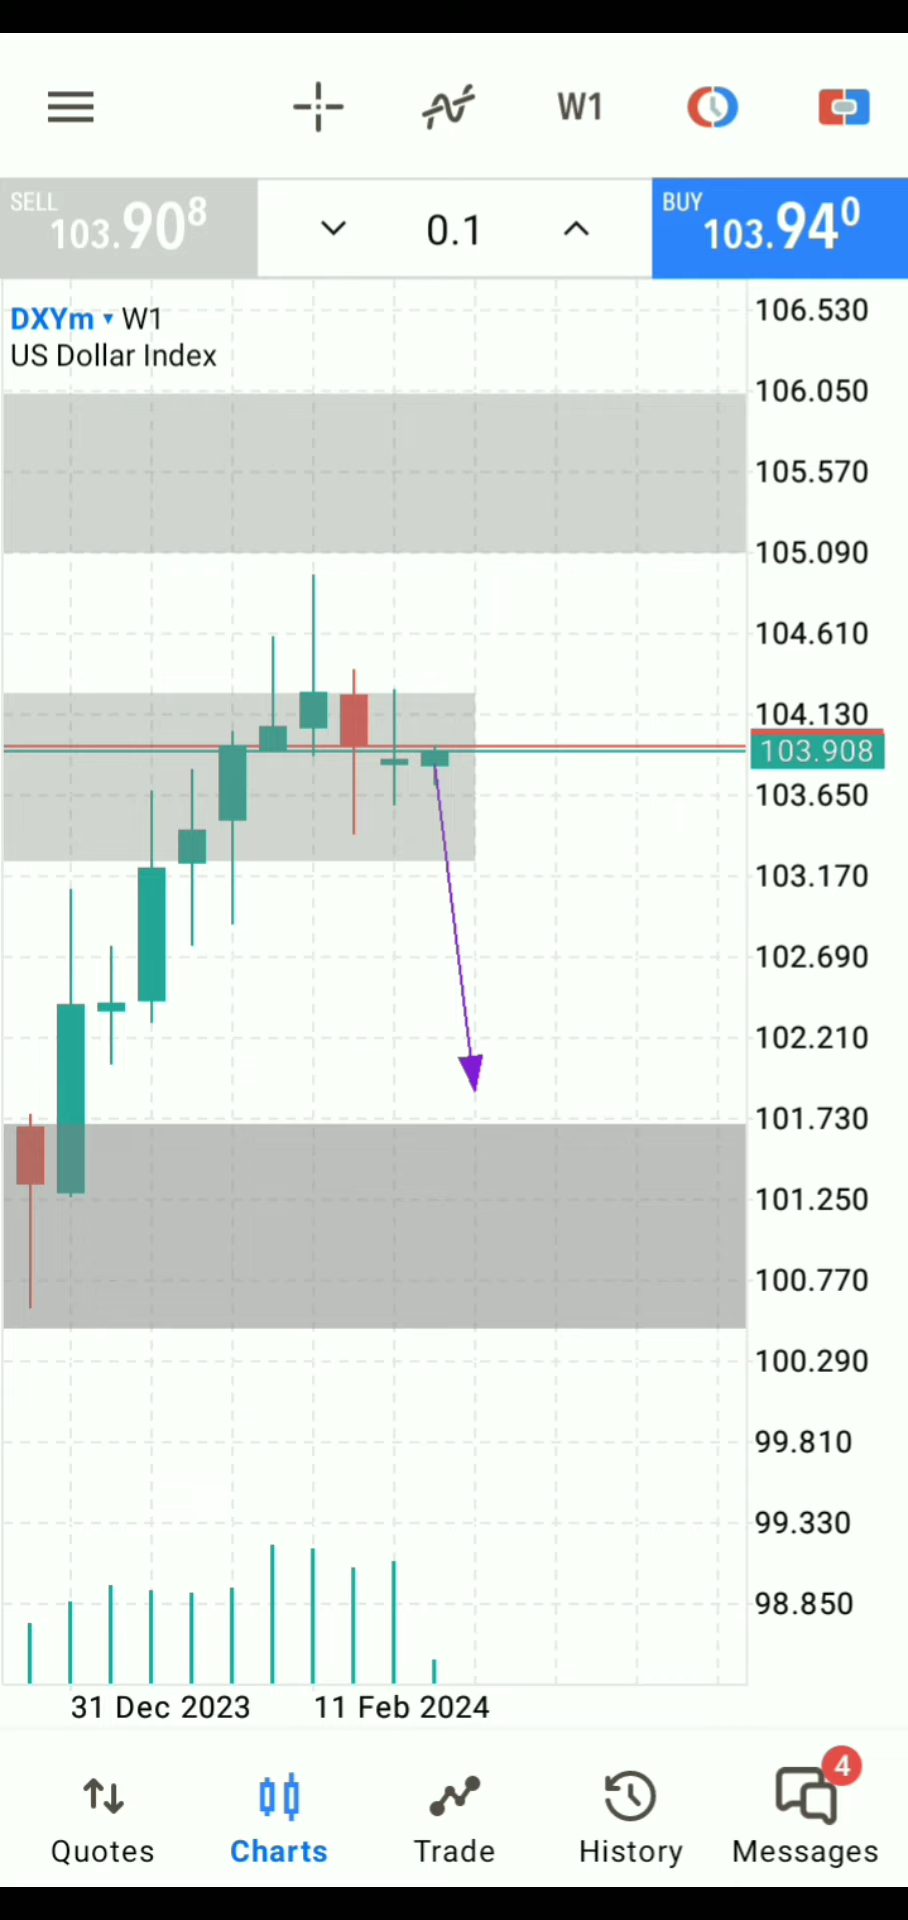 W1
SELL
103.908
0.1
BUY
103.940
DXYm ▾ W1
US Dollar Index
106.530
106.050
105.570
105.090
104.610
104.130
103.908
103.650
103.170
102.690
102.210
101.730
101.250
100.770
100.290
99.810
99.330
98.850
31 Dec 2023
11 Feb 2024
4
Quotes
Charts
Trade
History
Messages